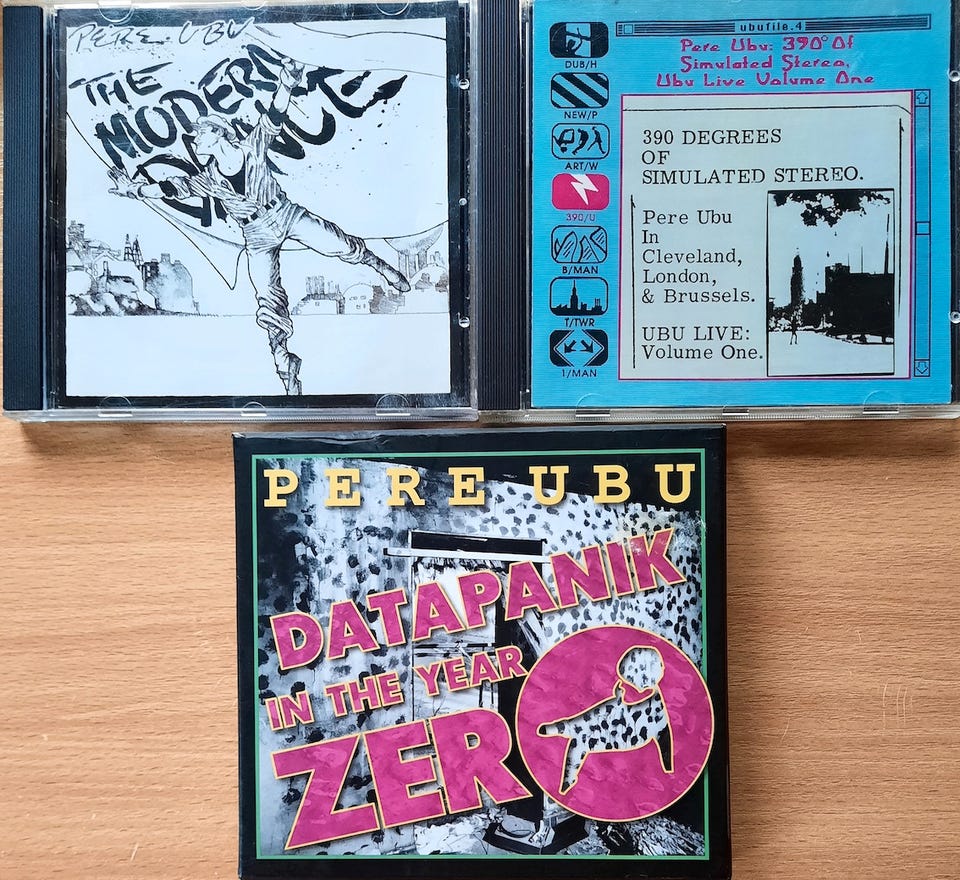 PERE UBU
THE
MODERN
DANCE
ubufile.4
Pere Ubu: 390° Of
Simulated Stereo,
Ubu Live Volume One
DUB/H
NEW/P
ART/W
390/U
B/MAN
T/TWR
1/MAN
390 DEGREES
OF
SIMULATED STEREO.
Pere Ubu
In
Cleveland,
London,
& Brussels.
UBU LIVE:
Volume One.
PERE UBU
DATAPANIK
IN THE YEAR
ZERO